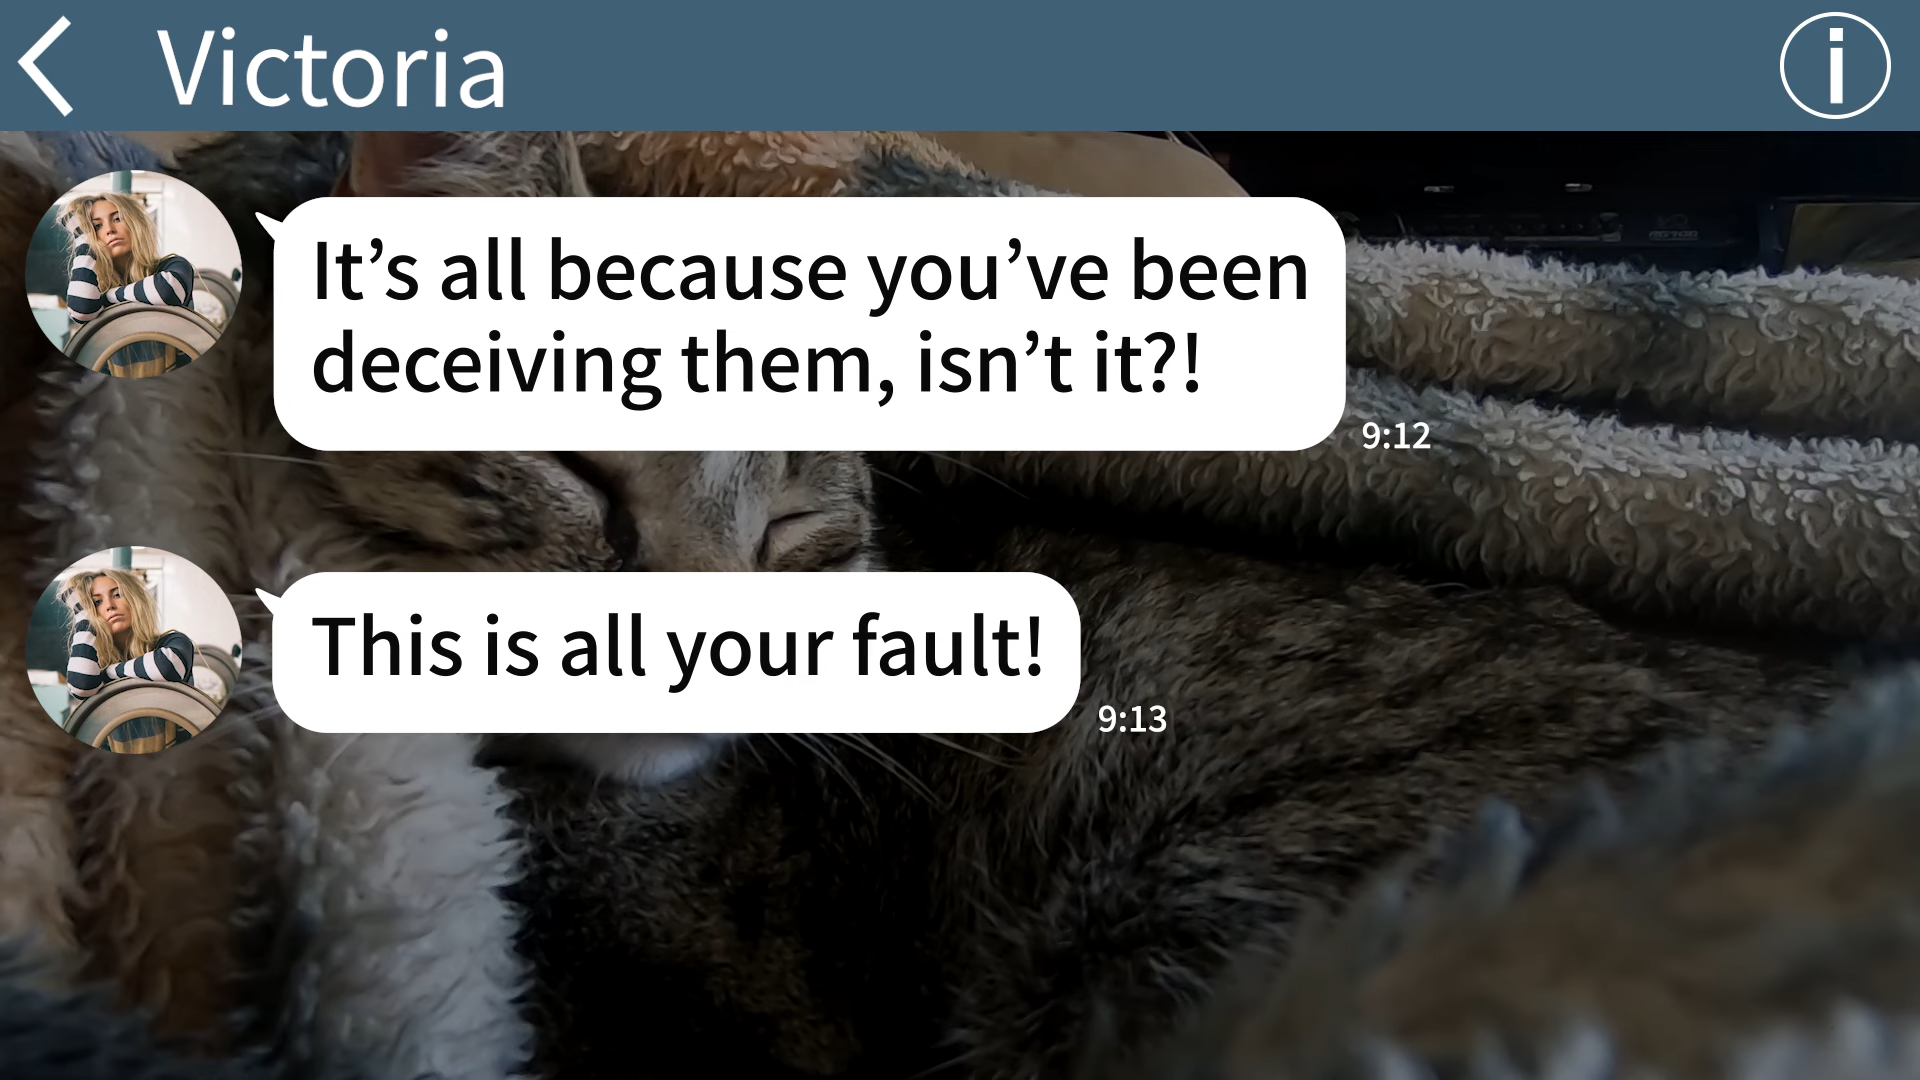 Victoria
It’s all because you’ve been
deceiving them, isn’t it?!
9:12
This is all your fault!
9:13